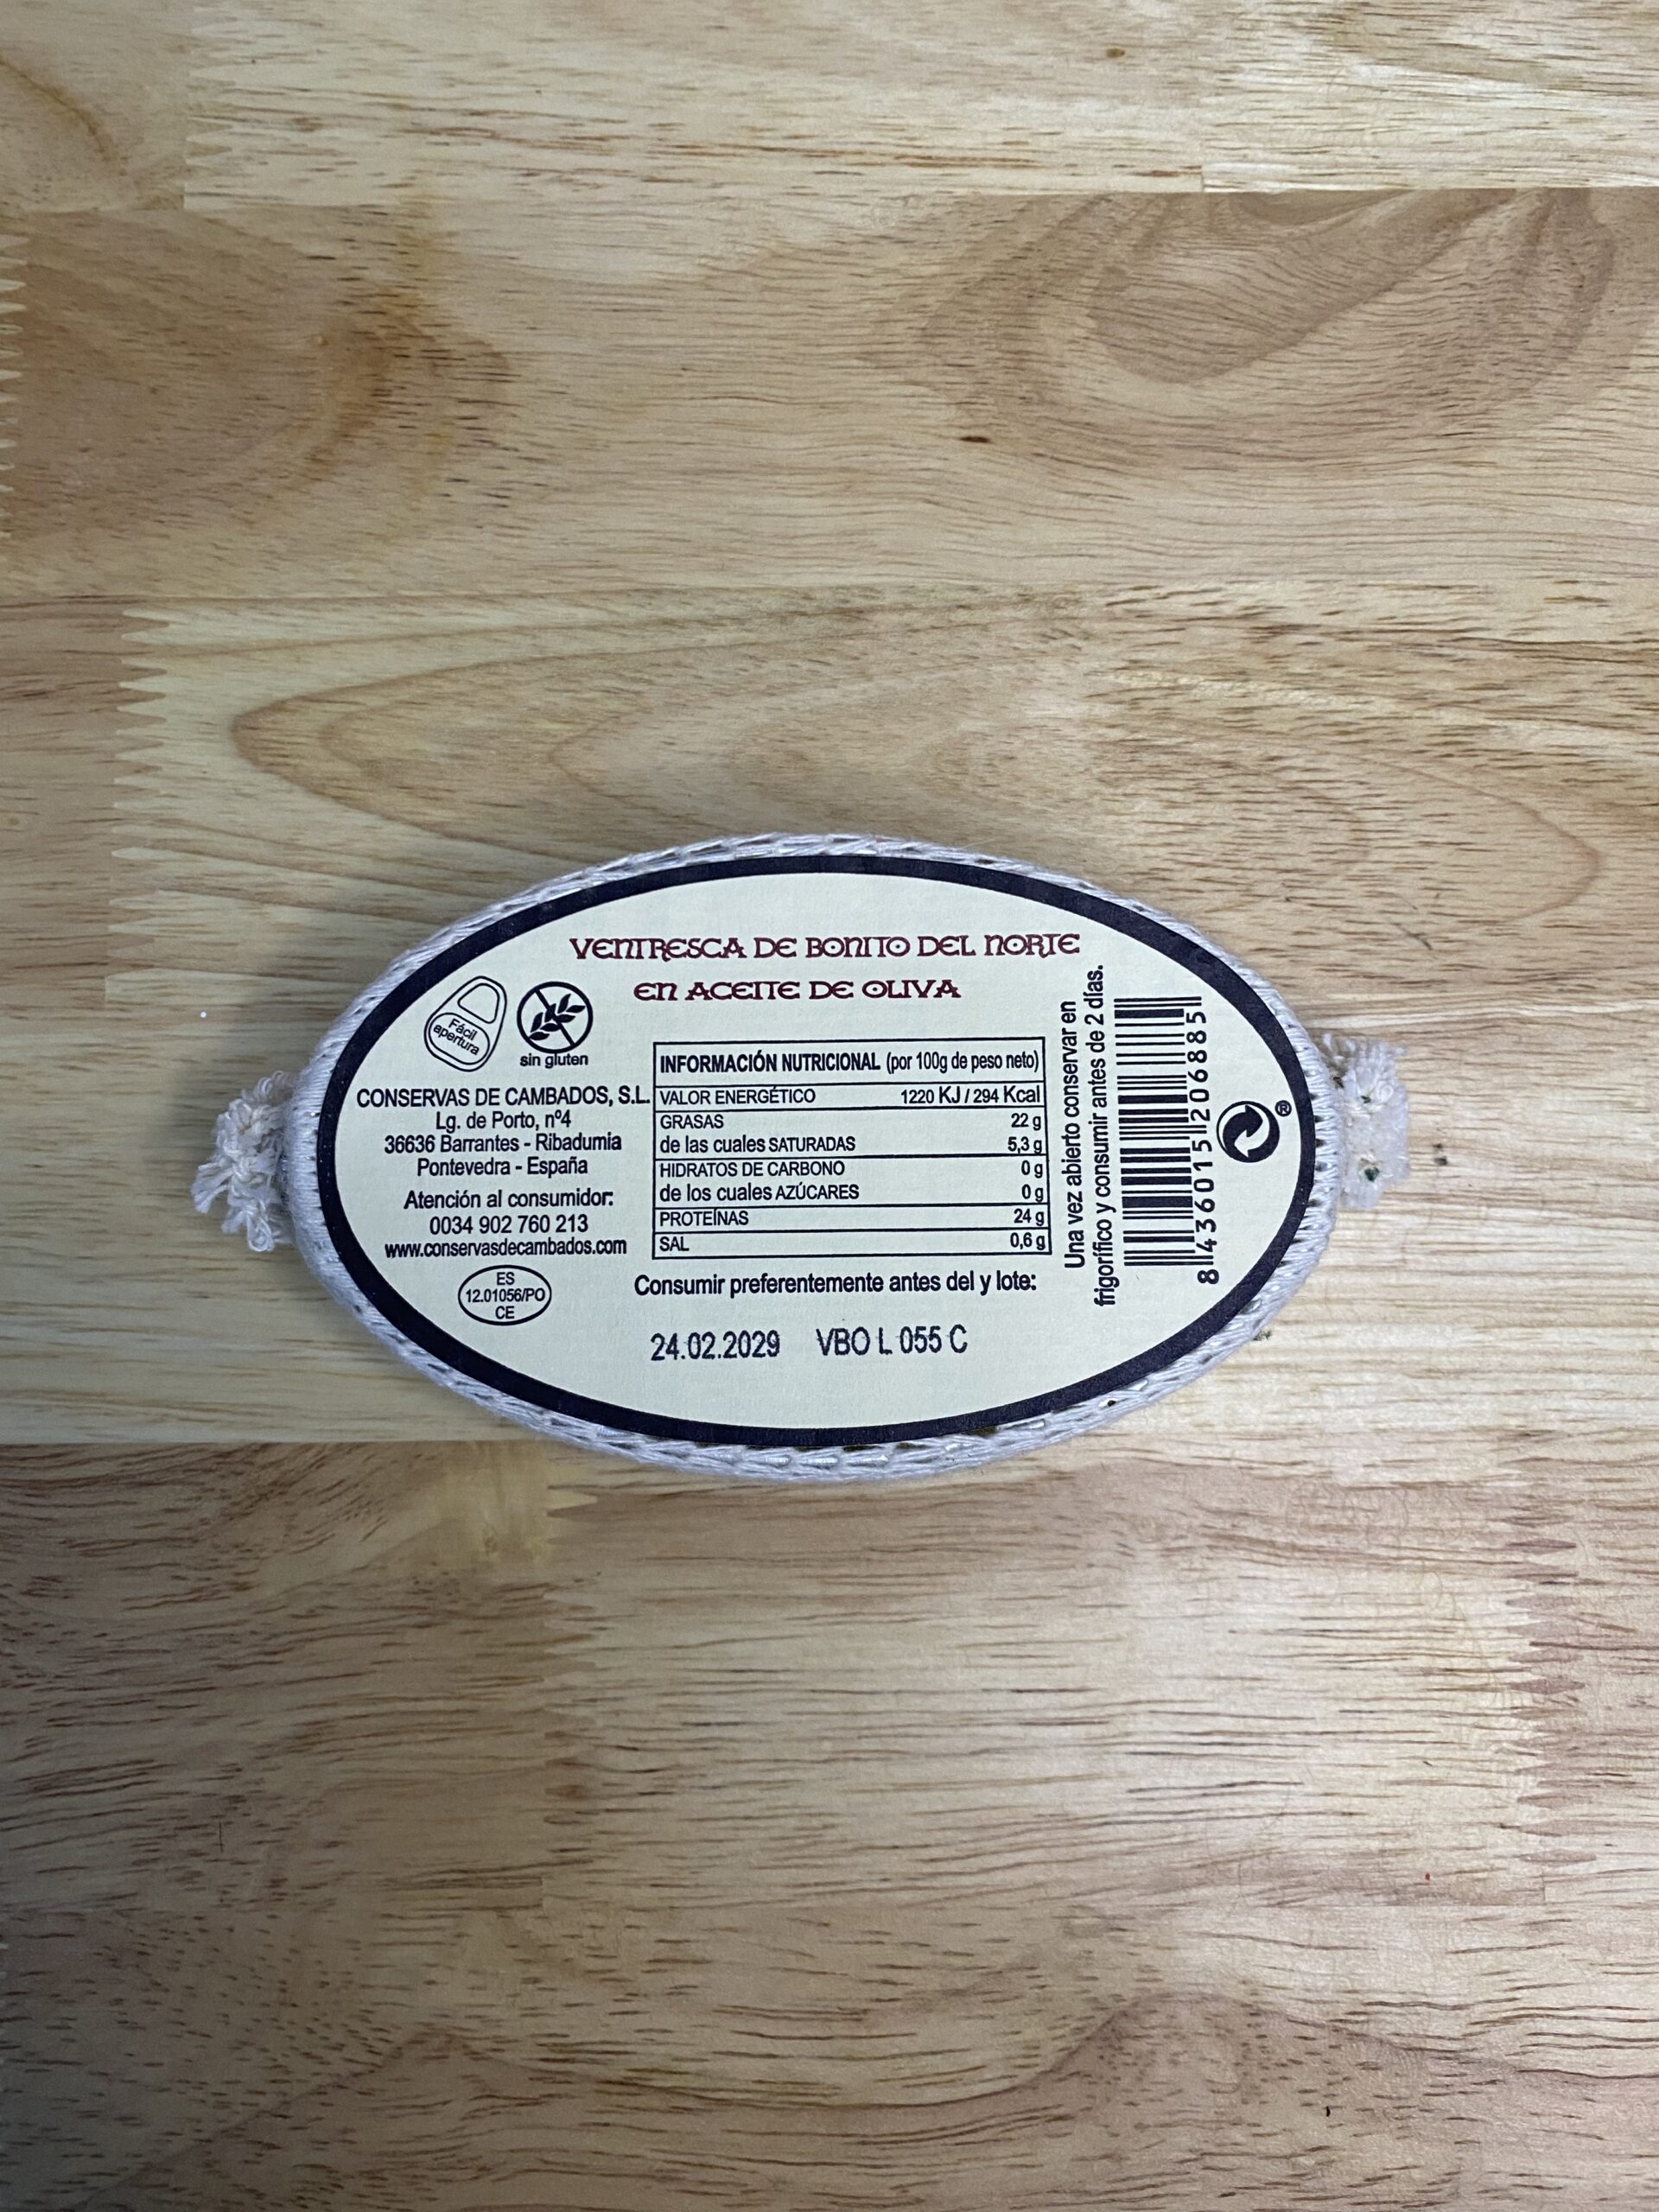 VENTRESCA DE BONITO DEL NORTE
EN ACEITE DE OLIVA
Fácil
apertura
sin gluten
CONSERVAS DE CAMBADOS, S.L.
Lg. de Porto, nº4
36636 Barrantes - Ribadumia
Pontevedra - España
Atención al consumidor:
0034 902 760 213
www.conservasdecambados.com
ES
12.01056/PO
CE
INFORMACIÓN NUTRICIONAL (por 100g de peso neto)
VALOR ENERGÉTICO 1220 KJ / 294 Kcal
GRASAS 22 g
de las cuales SATURADAS 5,3 g
HIDRATOS DE CARBONO 0 g
de los cuales AZÚCARES 0 g
PROTEÍNAS 24 g
SAL 0,6 g
Consumir preferentemente antes del y lote:
24.02.2029 VBO L 055 C
Una vez abierto conservar en
frigorífico y consumir antes de 2 días.
8 436015 206885
®